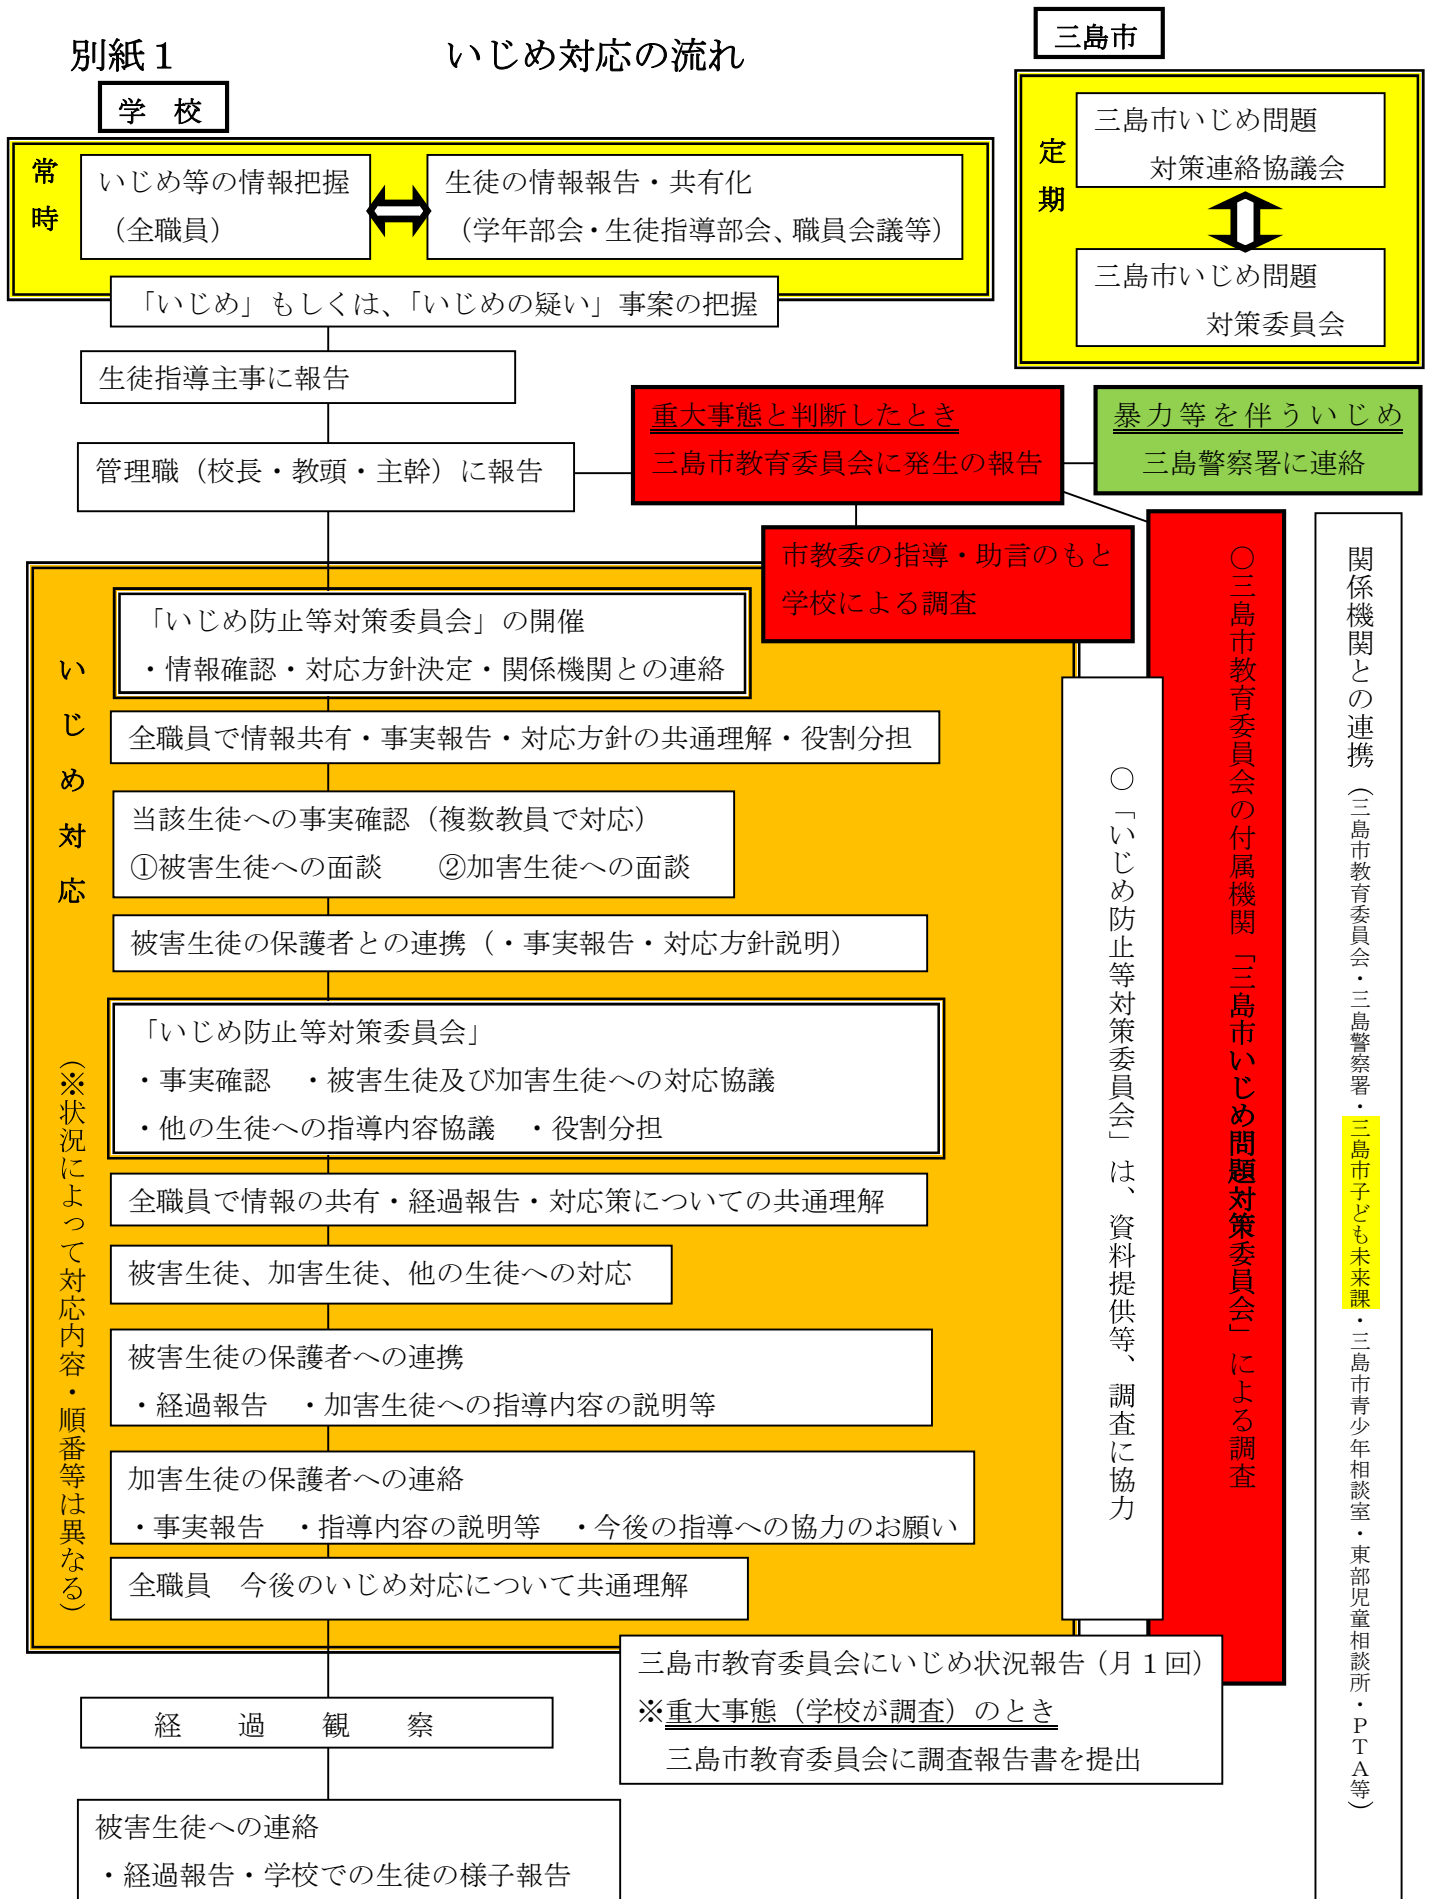 別紙１
いじめ対応の流れ
三島市
学　校
常時
いじめ等の情報把握
（全職員）
生徒の情報報告・共有化
（学年部会・生徒指導部会、職員会議等）
定期
三島市いじめ問題
対策連絡協議会
三島市いじめ問題
対策委員会
「いじめ」もしくは、「いじめの疑い」事案の把握
生徒指導主事に報告
管理職（校長・教頭・主幹）に報告
重大事態と判断したとき
三島市教育委員会に発生の報告
暴力等を伴ういじめ
三島警察署に連絡
市教委の指導・助言のもと
学校による調査
いじめ対応
（※状況によって対応内容・順番等は異なる）
「いじめ防止等対策委員会」の開催
・情報確認・対応方針決定・関係機関との連絡
全職員で情報共有・事実報告・対応方針の共通理解・役割分担
当該生徒への事実確認（複数教員で対応）
①被害生徒への面談　　②加害生徒への面談
被害生徒の保護者との連携（・事実報告・対応方針説明）
「いじめ防止等対策委員会」
・事実確認　・被害生徒及び加害生徒への対応協議
・他の生徒への指導内容協議　・役割分担
全職員で情報の共有・経過報告・対応策についての共通理解
被害生徒、加害生徒、他の生徒への対応
被害生徒の保護者への連携
・経過報告　・加害生徒への指導内容の説明等
加害生徒の保護者への連絡
・事実報告　・指導内容の説明等　・今後の指導への協力のお願い
全職員　今後のいじめ対応について共通理解
○「いじめ防止等対策委員会」は、資料提供等、調査に協力
○三島市教育委員会の付属機関「三島市いじめ問題対策委員会」による調査
関係機関との連携（三島市教育委員会・三島警察署・三島市子ども未来課・三島市青少年相談室・東部児童相談所・ＰＴＡ等）
三島市教育委員会にいじめ状況報告（月１回）
※重大事態（学校が調査）のとき
三島市教育委員会に調査報告書を提出
経　過　観　察
被害生徒への連絡
・経過報告・学校での生徒の様子報告